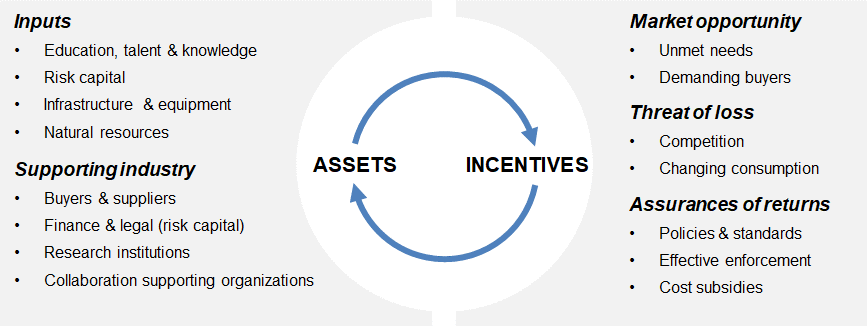 Inputs
• Education, talent & knowledge
• Risk capital
• Infrastructure & equipment
• Natural resources
Supporting industry
• Buyers & suppliers
• Finance & legal (risk capital)
• Research institutions
• Collaboration supporting organizations
ASSETS
INCENTIVES
Market opportunity
• Unmet needs
• Demanding buyers
Threat of loss
• Competition
• Changing consumption
Assurances of returns
• Policies & standards
• Effective enforcement
• Cost subsidies